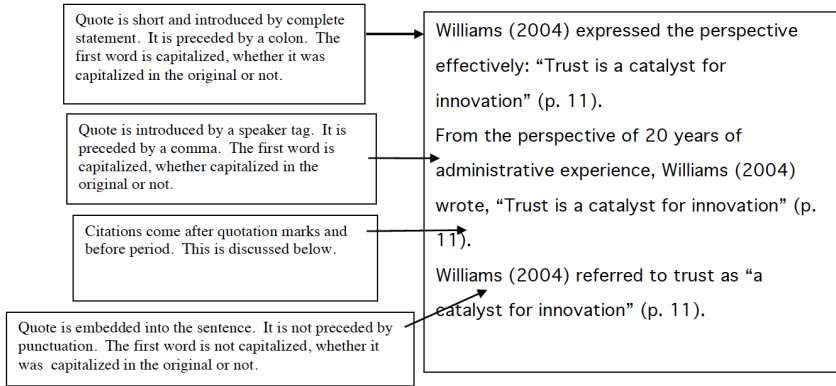 Quote is short and introduced by complete
statement.  It is preceded by a colon.  The
first word is capitalized, whether it was
capitalized in the original or not.
Williams (2004) expressed the perspective
effectively: “Trust is a catalyst for
innovation” (p. 11).
Quote is introduced by a speaker tag.  It is
preceded by a comma.  The first word is
capitalized, whether capitalized in the
original or not.
From the perspective of 20 years of
administrative experience, Williams (2004)
wrote, “Trust is a catalyst for innovation” (p.
11).
Citations come after quotation marks and
before period.  This is discussed below.
Williams (2004) referred to trust as “a
catalyst for innovation” (p. 11).
Quote is embedded into the sentence.  It is not preceded by
punctuation.  The first word is not capitalized, whether it
was  capitalized in the original or not.